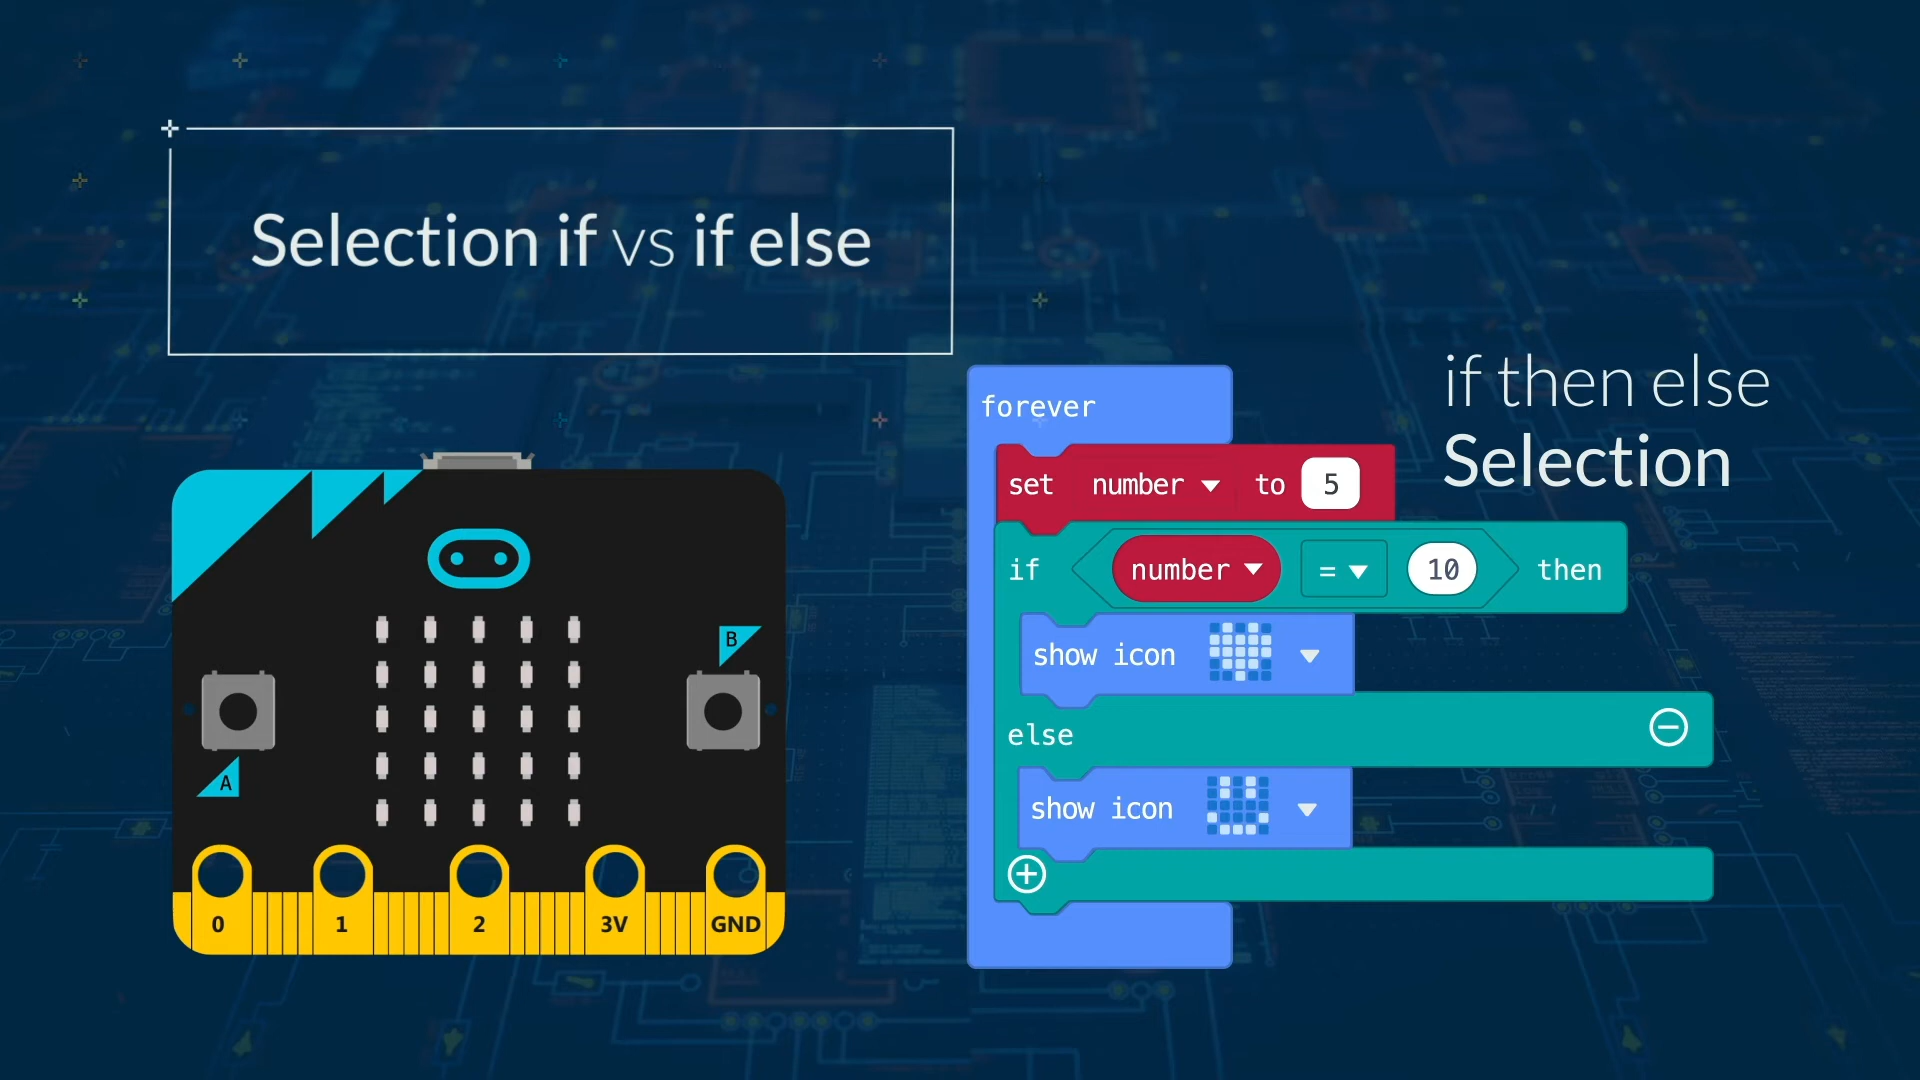 Selection if vs if else
if then else
Selection
forever
set number to 5
if number = 10 then
show icon
else
show icon
B
A
0 1 2 3V GND